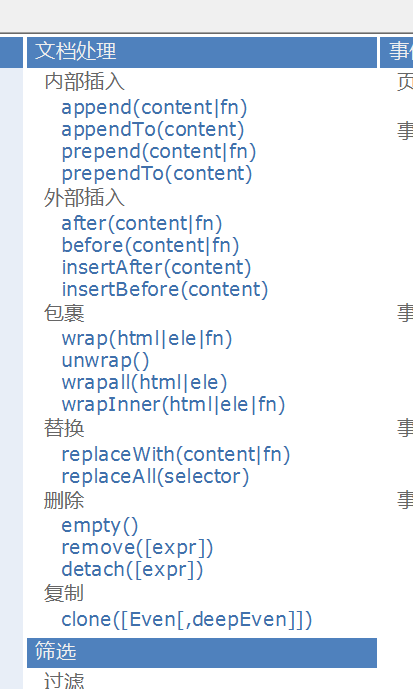 文档处理
内部插入
append(content|fn)
appendTo(content)
prepend(content|fn)
prependTo(content)
外部插入
after(content|fn)
before(content|fn)
insertAfter(content)
insertBefore(content)
包裹
wrap(html|ele|fn)
unwrap()
wrapall(html|ele)
wrapInner(html|ele|fn)
替换
replaceWith(content|fn)
replaceAll(selector)
删除
empty()
remove([expr])
detach([expr])
复制
clone([Even[,deepEven]])
筛选
过滤
事
页
事
事
事
事